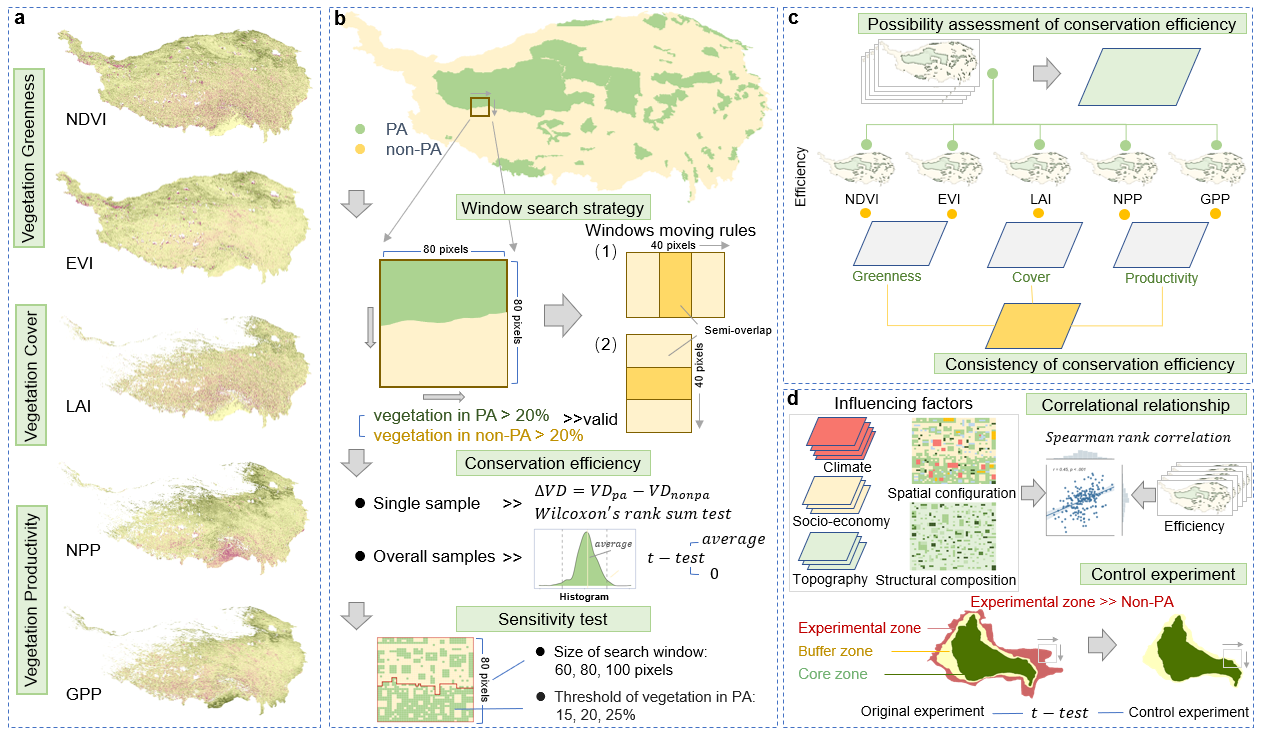 a
Vegetation Greenness
NDVI
EVI
Vegetation Cover
LAI
Vegetation Productivity
NPP
GPP
b
PA
non-PA
Window search strategy
80 pixels
80 pixels
Windows moving rules
40 pixels
(1)
Semi-overlap
(2)
40 pixels
vegetation in PA > 20%
vegetation in non-PA > 20%
>>valid
Conservation efficiency
Single sample >> ΔVD = VDpa − VDnonpa
Wilcoxon's rank sum test
Overall samples >>
average
Histogram
t − test
average
0
Sensitivity test
80 pixels
Size of search window:
60, 80, 100 pixels
Threshold of vegetation in PA:
15, 20, 25%
c
Possibility assessment of conservation efficiency
Efficiency
NDVI EVI LAI NPP GPP
Greenness Cover Productivity
Consistency of conservation efficiency
d
Influencing factors
Climate
Socio-economy
Topography
Spatial configuration
Structural composition
Correlational relationship
Spearman rank correlation
Efficiency
Control experiment
Experimental zone >> Non-PA
Experimental zone
Buffer zone
Core zone
Original experiment t − test Control experiment